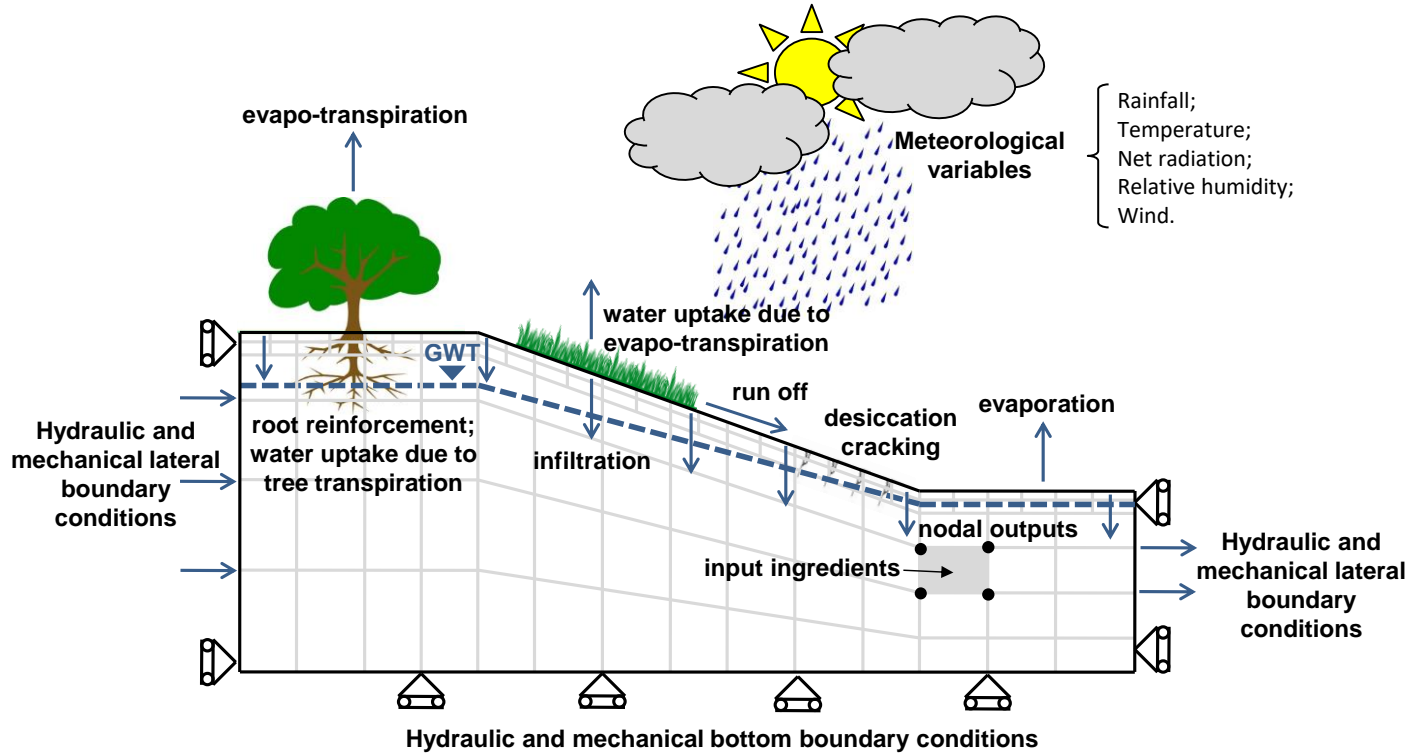 evapo-transpiration
Meteorological
variables
Rainfall;
Temperature;
Net radiation;
Relative humidity;
Wind.
water uptake due to
evapo-transpiration
GWT
run off
desiccation
cracking
evaporation
Hydraulic and
mechanical lateral
boundary
conditions
root reinforcement;
water uptake due to
tree transpiration
infiltration
nodal outputs
input ingredients
Hydraulic and
mechanical lateral
boundary
conditions
Hydraulic and mechanical bottom boundary conditions